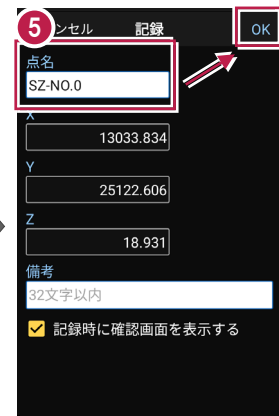 5 ンセル 記録 OK
点名
SZ-NO.0
X
13033.834
Y
25122.606
Z
18.931
備考
32文字以内
記録時に確認画面を表示する